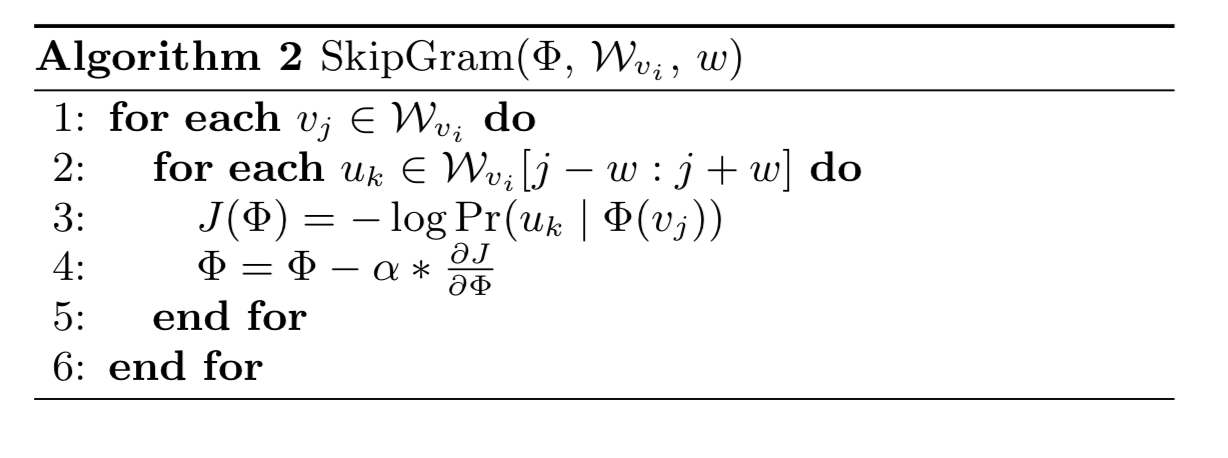 Algorithm 2 SkipGram(Φ, 𝒲_{v_i}, w)
1: for each v_j ∈ 𝒲_{v_i} do
2: for each u_k ∈ 𝒲_{v_i}[j − w : j + w] do
3: J(Φ) = − log Pr(u_k | Φ(v_j))
4: Φ = Φ − α ∗ ∂J/∂Φ
5: end for
6: end for